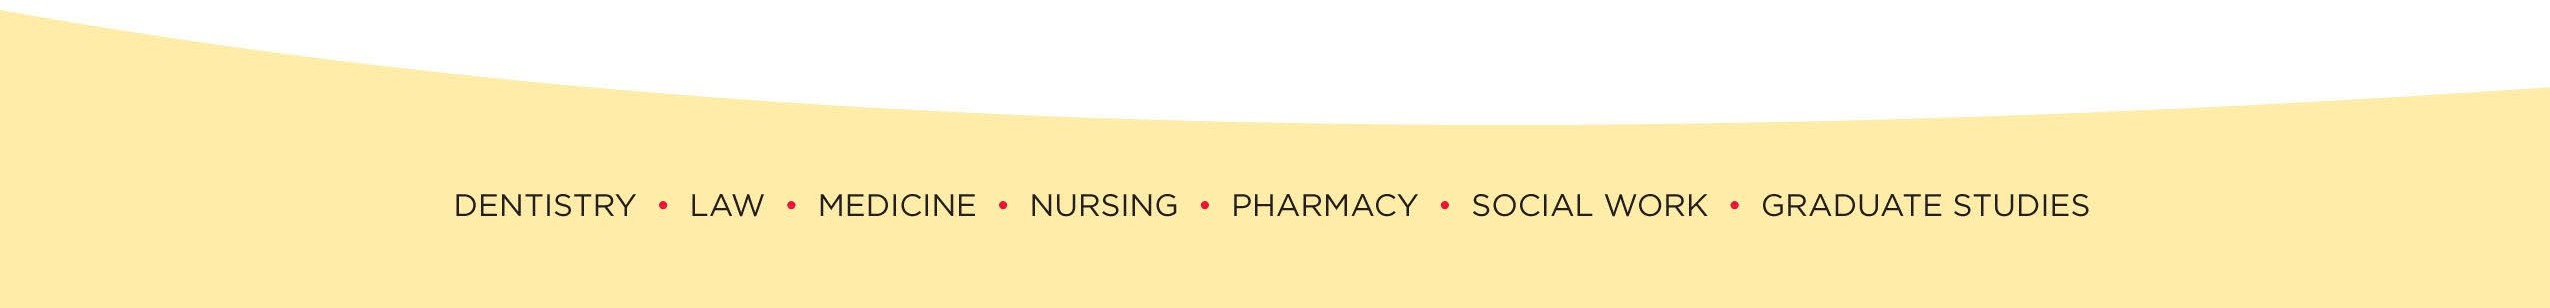 DENTISTRY • LAW • MEDICINE • NURSING • PHARMACY • SOCIAL WORK • GRADUATE STUDIES